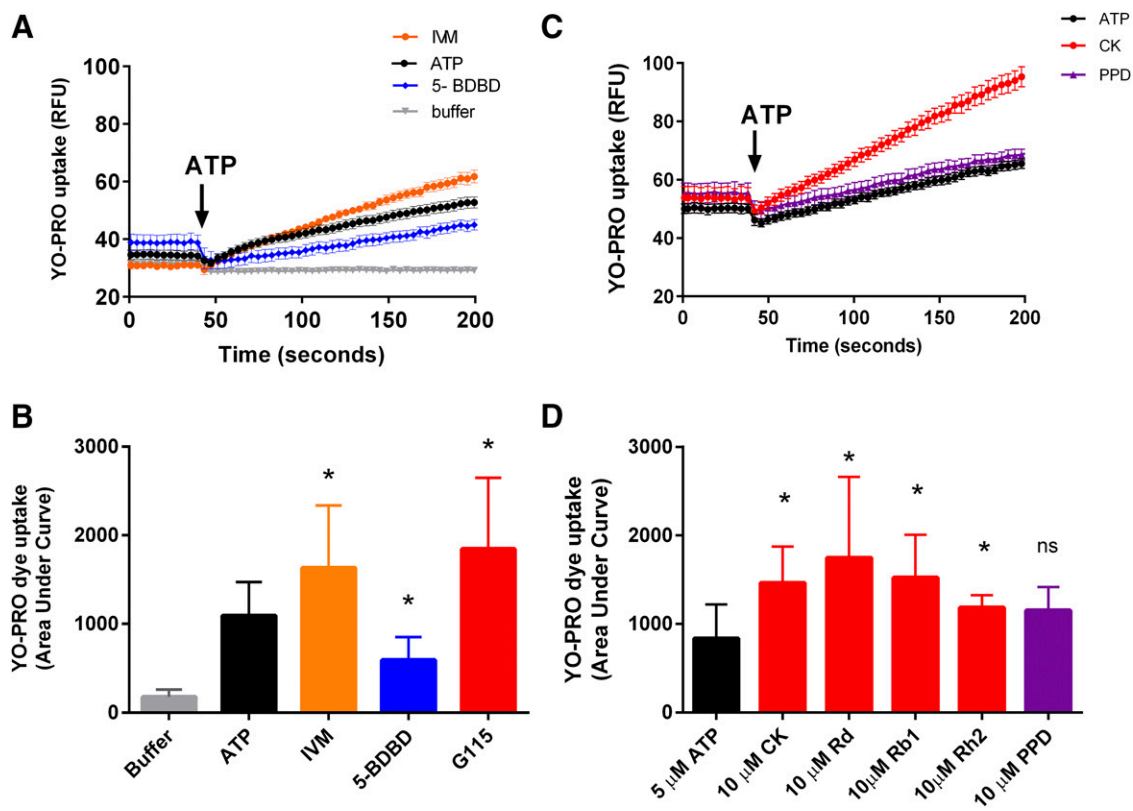 A
IVM
ATP
5- BDBD
buffer
YO-PRO uptake (RFU)
100
80
60
40
20
ATP
0
50
100
150
200
Time (seconds)
C
ATP
CK
PPD
YO-PRO uptake (RFU)
100
80
60
40
20
ATP
0
50
100
150
200
Time (seconds)
B
YO-PRO dye uptake
(Area Under Curve)
3000
2000
1000
0
*
*
*
Buffer
ATP
IVM
5-BDBD
G115
D
YO-PRO dye uptake
(Area Under Curve)
3000
2000
1000
0
*
*
*
*
ns
5 μM ATP
10 μM CK
10 μM Rd
10μM Rb1
10μM Rh2
10 μM PPD